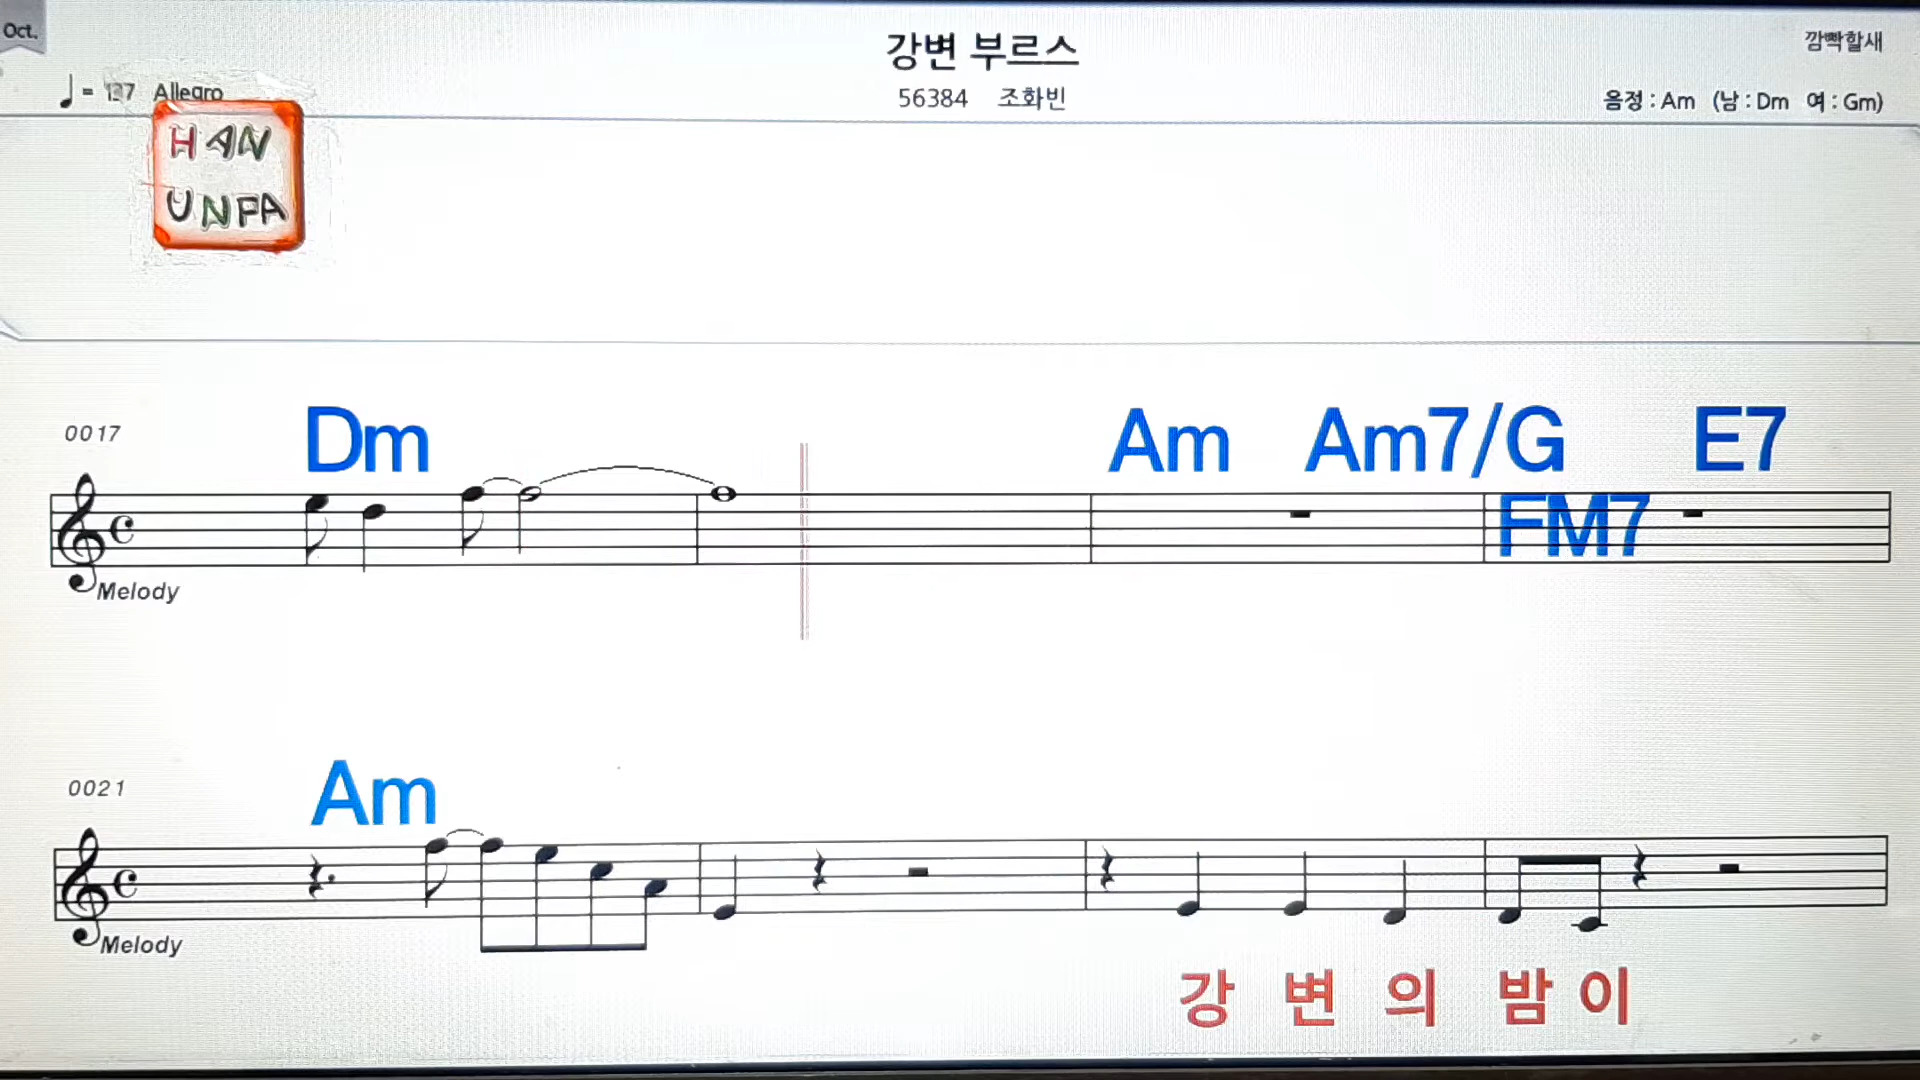 Oct.
강변 부르스
깜빡할새
♩ = 137 Allegro
56384 조화빈
음정 : Am (남 : Dm 여 : Gm)
HAN
UNFA
0017
Dm Am Am7/G E7
FM7
Melody
0021
Am
Melody
강 변 의 밤 이